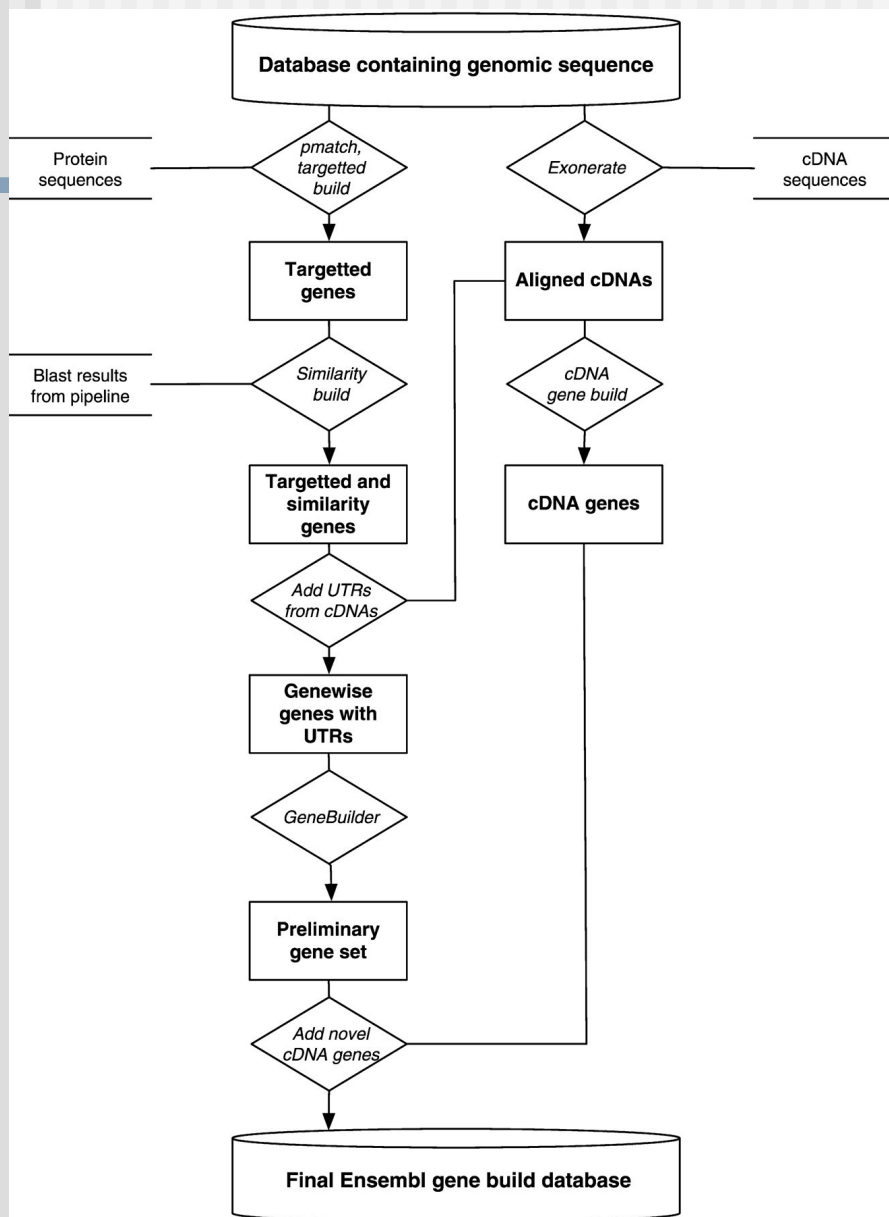 Database containing genomic sequence
Protein
sequences
pmatch,
targetted
build
Exonerate
cDNA
sequences
Targetted
genes
Aligned cDNAs
Blast results
from pipeline
Similarity
build
cDNA
gene build
Targetted and
similarity
genes
cDNA genes
Add UTRs
from cDNAs
Genewise
genes with
UTRs
GeneBuilder
Preliminary
gene set
Add novel
cDNA genes
Final Ensembl gene build database